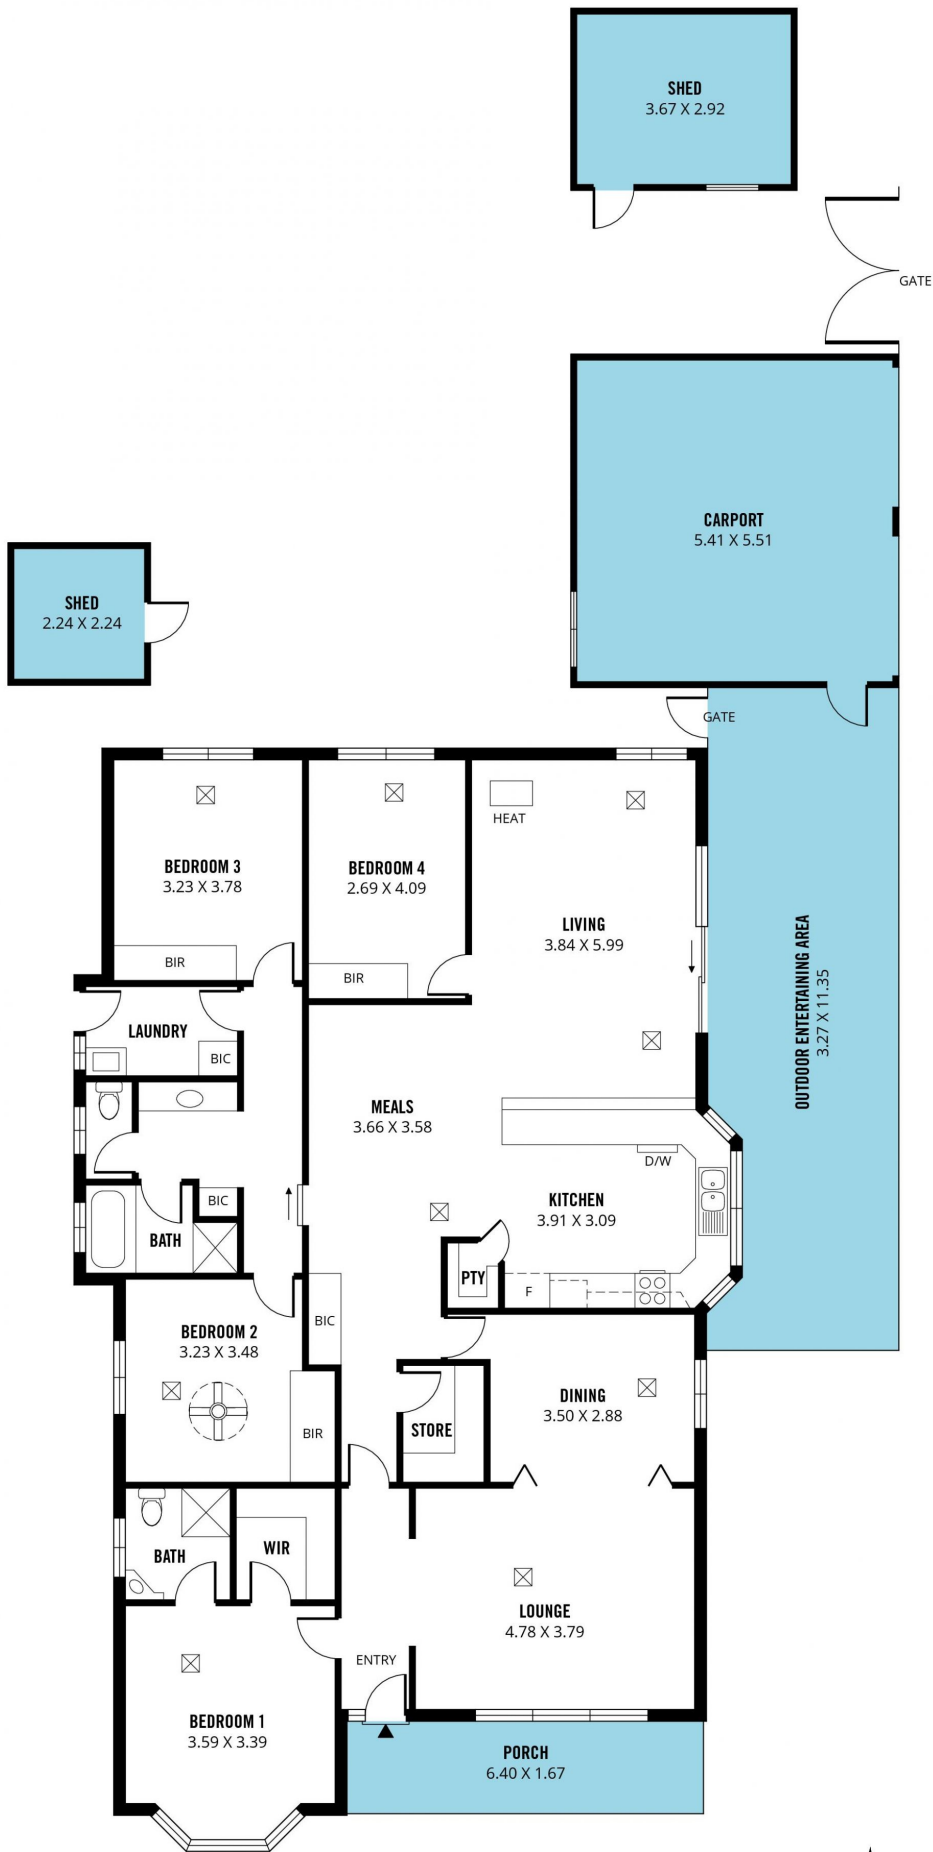 SHED
3.67 X 2.92
GATE
CARPORT
5.41 X 5.51
SHED
2.24 X 2.24
GATE
HEAT
BEDROOM 3
3.23 X 3.78
BEDROOM 4
2.69 X 4.09
LIVING
3.84 X 5.99
OUTDOOR ENTERTAINING AREA
3.27 X 11.35
BIR
BIR
LAUNDRY
BIC
MEALS
3.66 X 3.58
D/W
KITCHEN
3.91 X 3.09
BIC
BATH
PTY
F
BIC
BEDROOM 2
3.23 X 3.48
DINING
3.50 X 2.88
BIR
STORE
BATH
WIR
LOUNGE
4.78 X 3.79
ENTRY
BEDROOM 1
3.59 X 3.39
PORCH
6.40 X 1.67